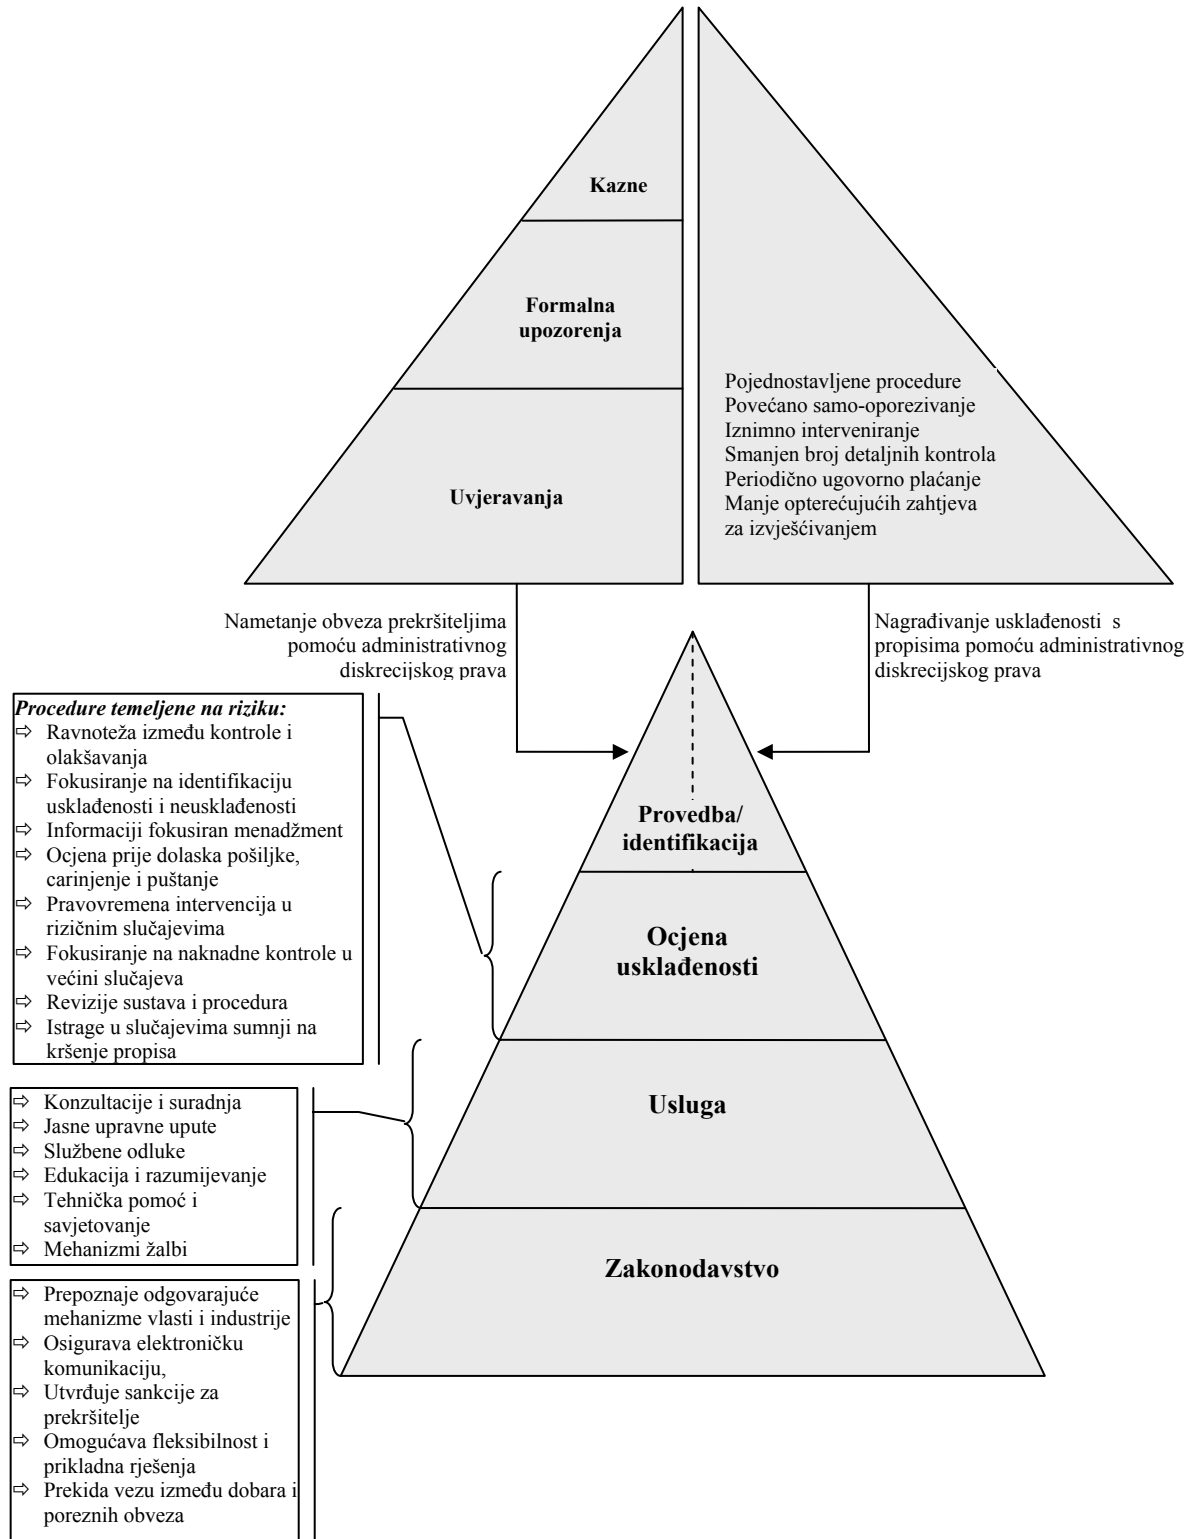 Kazne
Formalna
upozorenja
Uvjeravanja
Pojednostavljene procedure
Povećano samo-oporezivanje
Iznimno interveniranje
Smanjen broj detaljnih kontrola
Periodično ugovorno plaćanje
Manje opterećujućih zahtjeva
za izvješćivanjem
Nametanje obveza prekršiteljima
pomoću administrativnog
diskrecijskog prava
Nagrađivanje usklađenosti s
propisima pomoću administrativnog
diskrecijskog prava
Procedure temeljene na riziku:
⇨ Ravnoteža između kontrole i
olakšavanja
⇨ Fokusiranje na identifikaciju
usklađenosti i neusklađenosti
⇨ Informaciji fokusiran menadžment
⇨ Ocjena prije dolaska pošiljke,
carinjenje i puštanje
⇨ Pravovremena intervencija u
rizičnim slučajevima
⇨ Fokusiranje na naknadne kontrole u
većini slučajeva
⇨ Revizije sustava i procedura
⇨ Istrage u slučajevima sumnji na
kršenje propisa
Provedba/
identifikacija
Ocjena
usklađenosti
⇨ Konzultacije i suradnja
⇨ Jasne upravne upute
⇨ Službene odluke
⇨ Edukacija i razumijevanje
⇨ Tehnička pomoć i
savjetovanje
⇨ Mehanizmi žalbi
Usluga
⇨ Prepoznaje odgovarajuće
mehanizme vlasti i industrije
⇨ Osigurava elektroničku
komunikaciju,
⇨ Utvrđuje sankcije za
prekršitelje
⇨ Omogućava fleksibilnost i
prikladna rješenja
⇨ Prekida vezu između dobara i
poreznih obveza
Zakonodavstvo